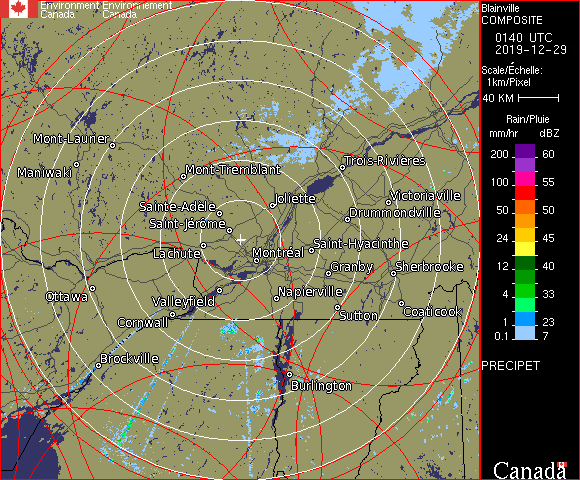 Environment Environnement
Canada Canada
Blainville
COMPOSITE
0140 UTC
2019-12-29
Scale/Échelle:
1km/Pixel
40 KM
Rain/Pluie
mm/hr dBZ
200 60
100 55
50 50
24 45
12 40
4 33
1 23
0.1 7
PRECIPET
Canada
Mont-Laurier
Maniwaki
Mont-Tremblant
Trois-Rivières
Sainte-Adèle
Joliette
Victoriaville
Saint-Jérôme
Drummondville
Lachute
Montréal
Saint-Hyacinthe
Granby
Sherbrooke
Ottawa
Valleyfield
Napierville
Cornwall
Sutton
Coaticook
Brockville
Burlington